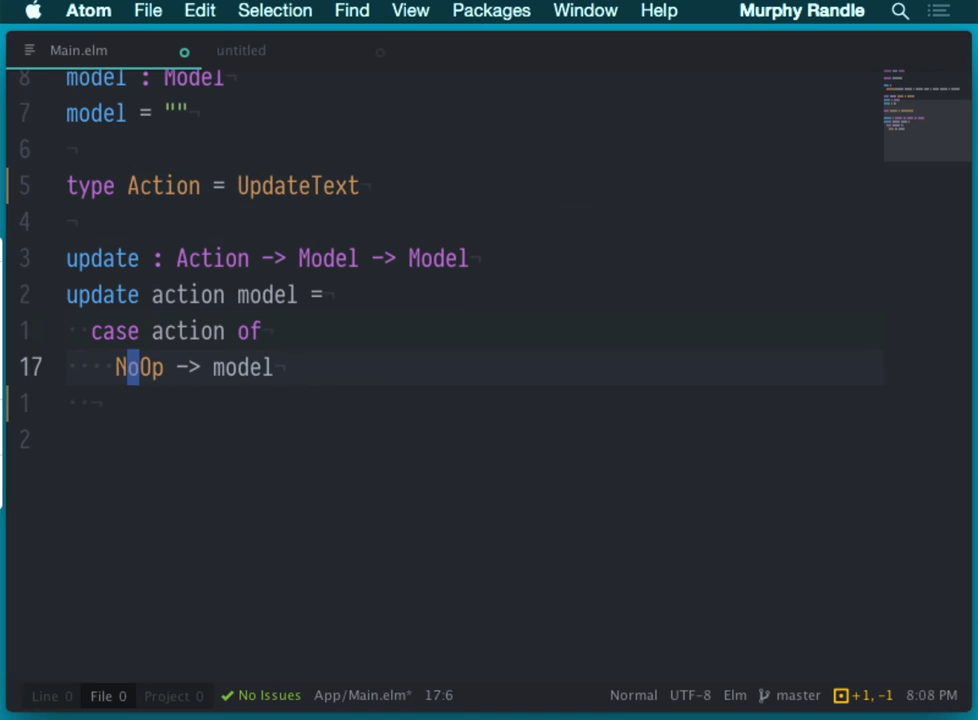 Atom File Edit Selection Find View Packages Window Help Murphy Randle
Main.elm untitled
8 model : Model¬
7 model = ""¬
6 ¬
5 type Action = UpdateText¬
4 ¬
3 update : Action -> Model -> Model¬
2 update action model =¬
1 ··case action of¬
17 ····NoOp -> model¬
1 ··¬
2
Line 0 File 0 Project 0 No Issues App/Main.elm* 17:6 Normal UTF-8 Elm master +1, -1 8:08 PM